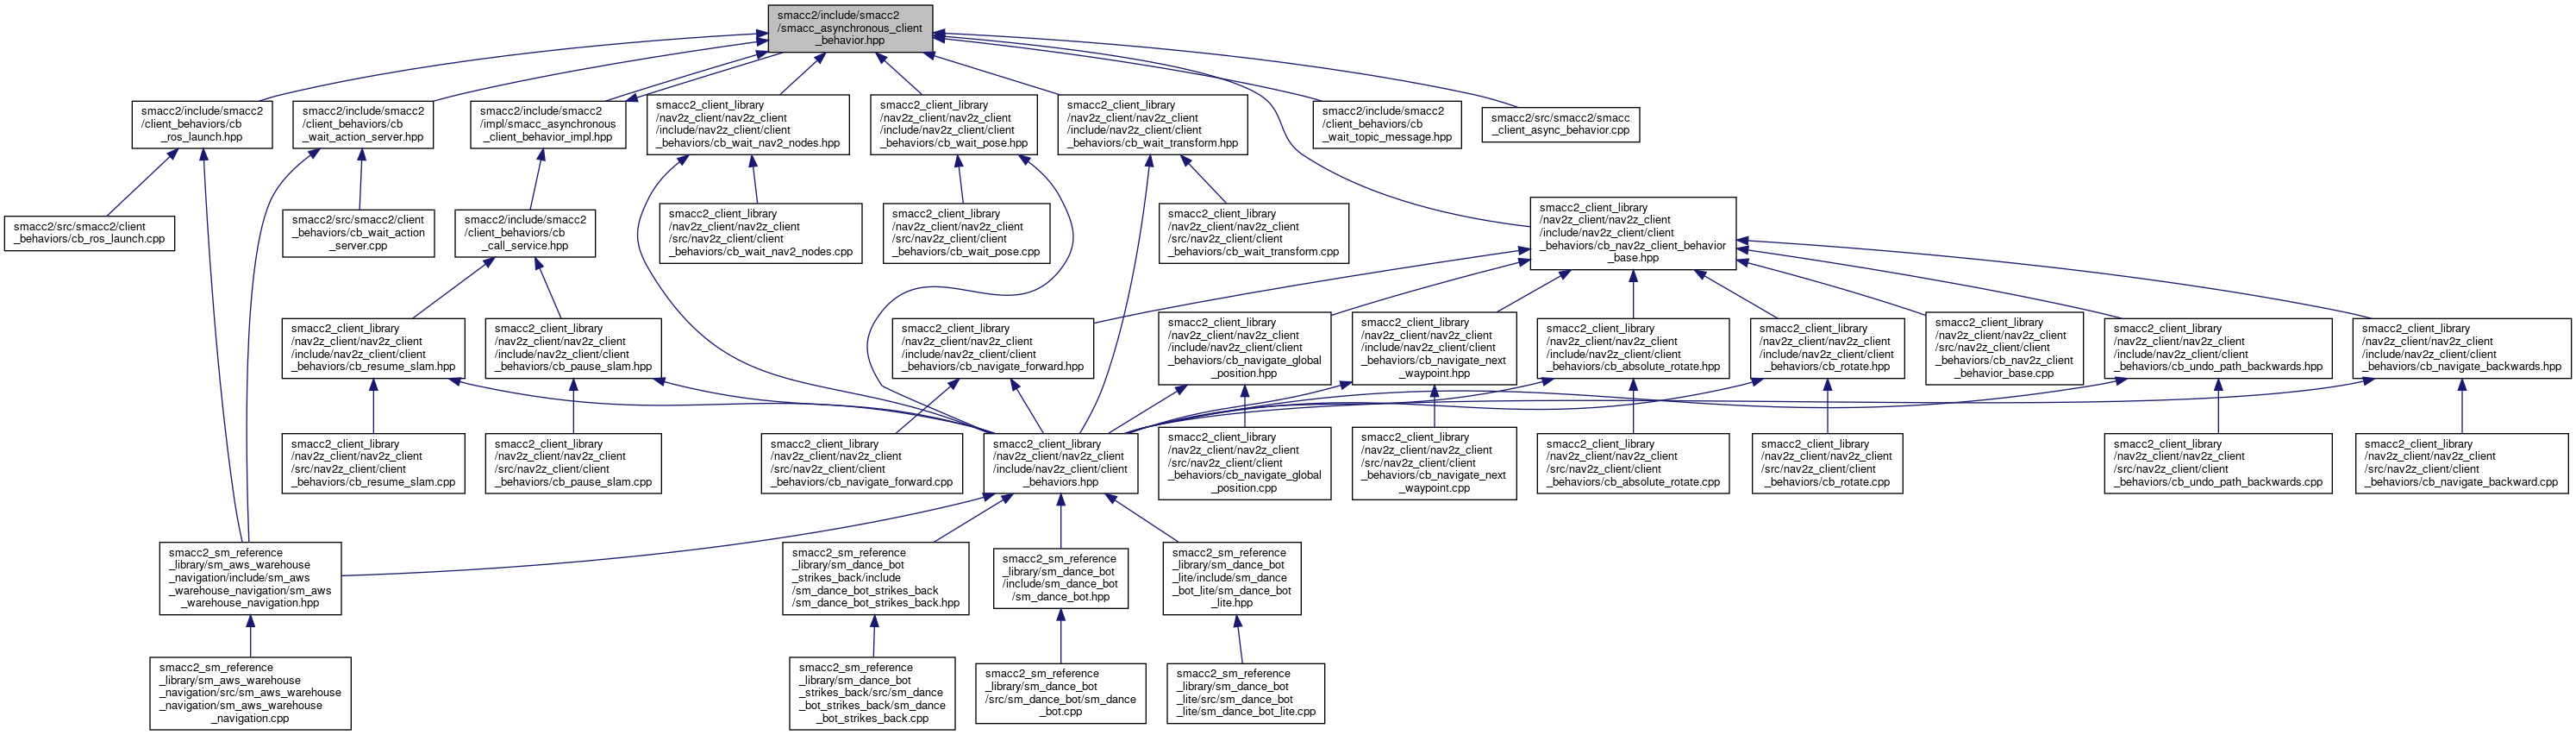 smacc2/include/smacc2
/smacc_asynchronous_client
_behavior.hpp
smacc2/include/smacc2
/client_behaviors/cb
_ros_launch.hpp
smacc2/include/smacc2
/client_behaviors/cb
_wait_action_server.hpp
smacc2/include/smacc2
/impl/smacc_asynchronous
_client_behavior_impl.hpp
smacc2_client_library
/nav2z_client/nav2z_client
/include/nav2z_client/client
_behaviors/cb_wait_nav2_nodes.hpp
smacc2_client_library
/nav2z_client/nav2z_client
/include/nav2z_client/client
_behaviors/cb_wait_pose.hpp
smacc2_client_library
/nav2z_client/nav2z_client
/include/nav2z_client/client
_behaviors/cb_wait_transform.hpp
smacc2/include/smacc2
/client_behaviors/cb
_wait_topic_message.hpp
smacc2/src/smacc2/smacc
_client_async_behavior.cpp
smacc2/src/smacc2/client
_behaviors/cb_ros_launch.cpp
smacc2/src/smacc2/client
_behaviors/cb_wait_action
_server.cpp
smacc2/include/smacc2
/client_behaviors/cb
_call_service.hpp
smacc2_client_library
/nav2z_client/nav2z_client
/src/nav2z_client/client
_behaviors/cb_wait_nav2_nodes.cpp
smacc2_client_library
/nav2z_client/nav2z_client
/src/nav2z_client/client
_behaviors/cb_wait_pose.cpp
smacc2_client_library
/nav2z_client/nav2z_client
/src/nav2z_client/client
_behaviors/cb_wait_transform.cpp
smacc2_client_library
/nav2z_client/nav2z_client
/include/nav2z_client/client
_behaviors/cb_nav2z_client_behavior
_base.hpp
smacc2_client_library
/nav2z_client/nav2z_client
/include/nav2z_client/client
_behaviors/cb_resume_slam.hpp
smacc2_client_library
/nav2z_client/nav2z_client
/include/nav2z_client/client
_behaviors/cb_pause_slam.hpp
smacc2_client_library
/nav2z_client/nav2z_client
/include/nav2z_client/client
_behaviors/cb_navigate_forward.hpp
smacc2_client_library
/nav2z_client/nav2z_client
/include/nav2z_client/client
_behaviors/cb_navigate_global
_position.hpp
smacc2_client_library
/nav2z_client/nav2z_client
/include/nav2z_client/client
_behaviors/cb_navigate_next
_waypoint.hpp
smacc2_client_library
/nav2z_client/nav2z_client
/include/nav2z_client/client
_behaviors/cb_absolute_rotate.hpp
smacc2_client_library
/nav2z_client/nav2z_client
/include/nav2z_client/client
_behaviors/cb_rotate.hpp
smacc2_client_library
/nav2z_client/nav2z_client
/src/nav2z_client/client
_behaviors/cb_nav2z_client
_behavior_base.cpp
smacc2_client_library
/nav2z_client/nav2z_client
/include/nav2z_client/client
_behaviors/cb_undo_path_backwards.hpp
smacc2_client_library
/nav2z_client/nav2z_client
/include/nav2z_client/client
_behaviors/cb_navigate_backwards.hpp
smacc2_client_library
/nav2z_client/nav2z_client
/src/nav2z_client/client
_behaviors/cb_resume_slam.cpp
smacc2_client_library
/nav2z_client/nav2z_client
/src/nav2z_client/client
_behaviors/cb_pause_slam.cpp
smacc2_client_library
/nav2z_client/nav2z_client
/src/nav2z_client/client
_behaviors/cb_navigate_forward.cpp
smacc2_client_library
/nav2z_client/nav2z_client
/include/nav2z_client/client
_behaviors.hpp
smacc2_client_library
/nav2z_client/nav2z_client
/src/nav2z_client/client
_behaviors/cb_navigate_global
_position.cpp
smacc2_client_library
/nav2z_client/nav2z_client
/src/nav2z_client/client
_behaviors/cb_navigate_next
_waypoint.cpp
smacc2_client_library
/nav2z_client/nav2z_client
/src/nav2z_client/client
_behaviors/cb_absolute_rotate.cpp
smacc2_client_library
/nav2z_client/nav2z_client
/src/nav2z_client/client
_behaviors/cb_rotate.cpp
smacc2_client_library
/nav2z_client/nav2z_client
/src/nav2z_client/client
_behaviors/cb_undo_path_backwards.cpp
smacc2_client_library
/nav2z_client/nav2z_client
/src/nav2z_client/client
_behaviors/cb_navigate_backward.cpp
smacc2_sm_reference
_library/sm_aws_warehouse
_navigation/include/sm_aws
_warehouse_navigation/sm_aws
_warehouse_navigation.hpp
smacc2_sm_reference
_library/sm_dance_bot
_strikes_back/include
/sm_dance_bot_strikes_back
/sm_dance_bot_strikes_back.hpp
smacc2_sm_reference
_library/sm_dance_bot
/include/sm_dance_bot
/sm_dance_bot.hpp
smacc2_sm_reference
_library/sm_dance_bot
_lite/include/sm_dance
_bot_lite/sm_dance_bot
_lite.hpp
smacc2_sm_reference
_library/sm_aws_warehouse
_navigation/src/sm_aws_warehouse
_navigation/sm_aws_warehouse
_navigation.cpp
smacc2_sm_reference
_library/sm_dance_bot
_strikes_back/src/sm_dance
_bot_strikes_back/sm_dance
_bot_strikes_back.cpp
smacc2_sm_reference
_library/sm_dance_bot
/src/sm_dance_bot/sm_dance
_bot.cpp
smacc2_sm_reference
_library/sm_dance_bot
_lite/src/sm_dance_bot
_lite/sm_dance_bot_lite.cpp